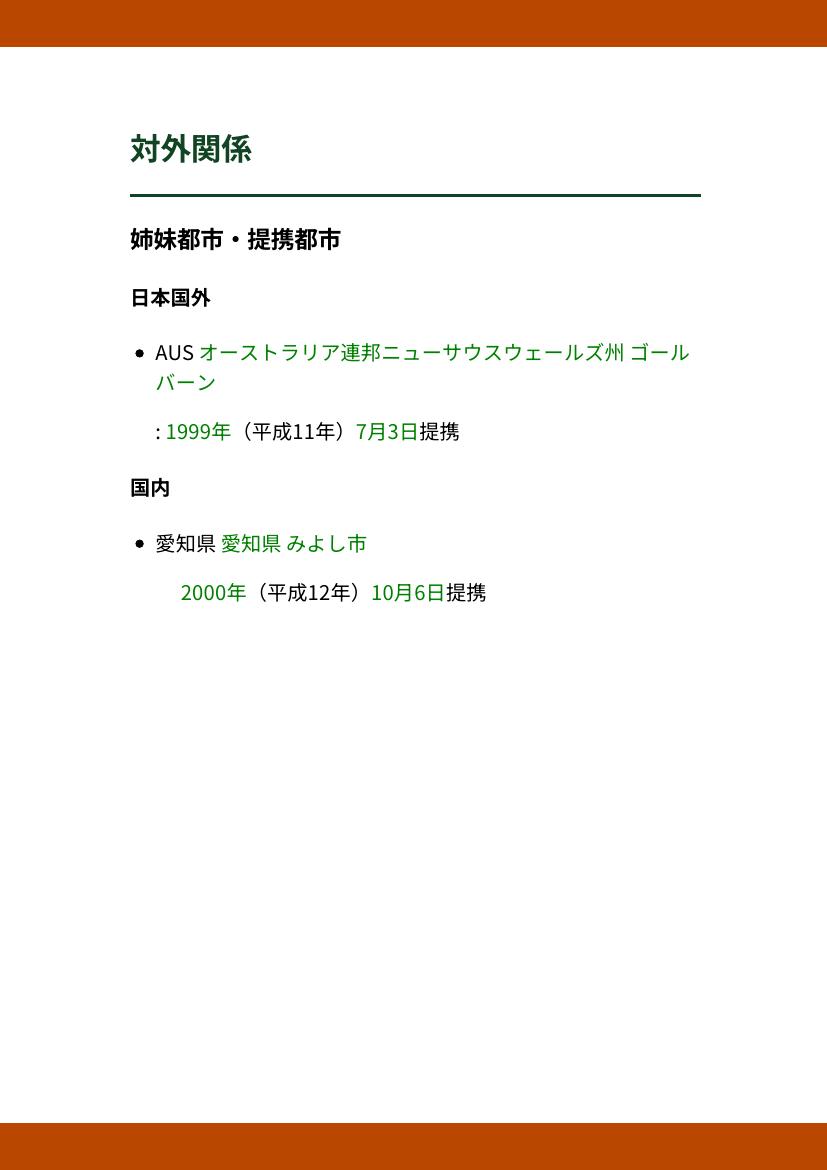 対外関係
姉妹都市・提携都市
日本国外
• AUS オーストラリア連邦ニューサウスウェールズ州 ゴール
バーン
: 1999年（平成11年）7月3日提携
国内
• 愛知県 愛知県 みよし市
2000年（平成12年）10月6日提携